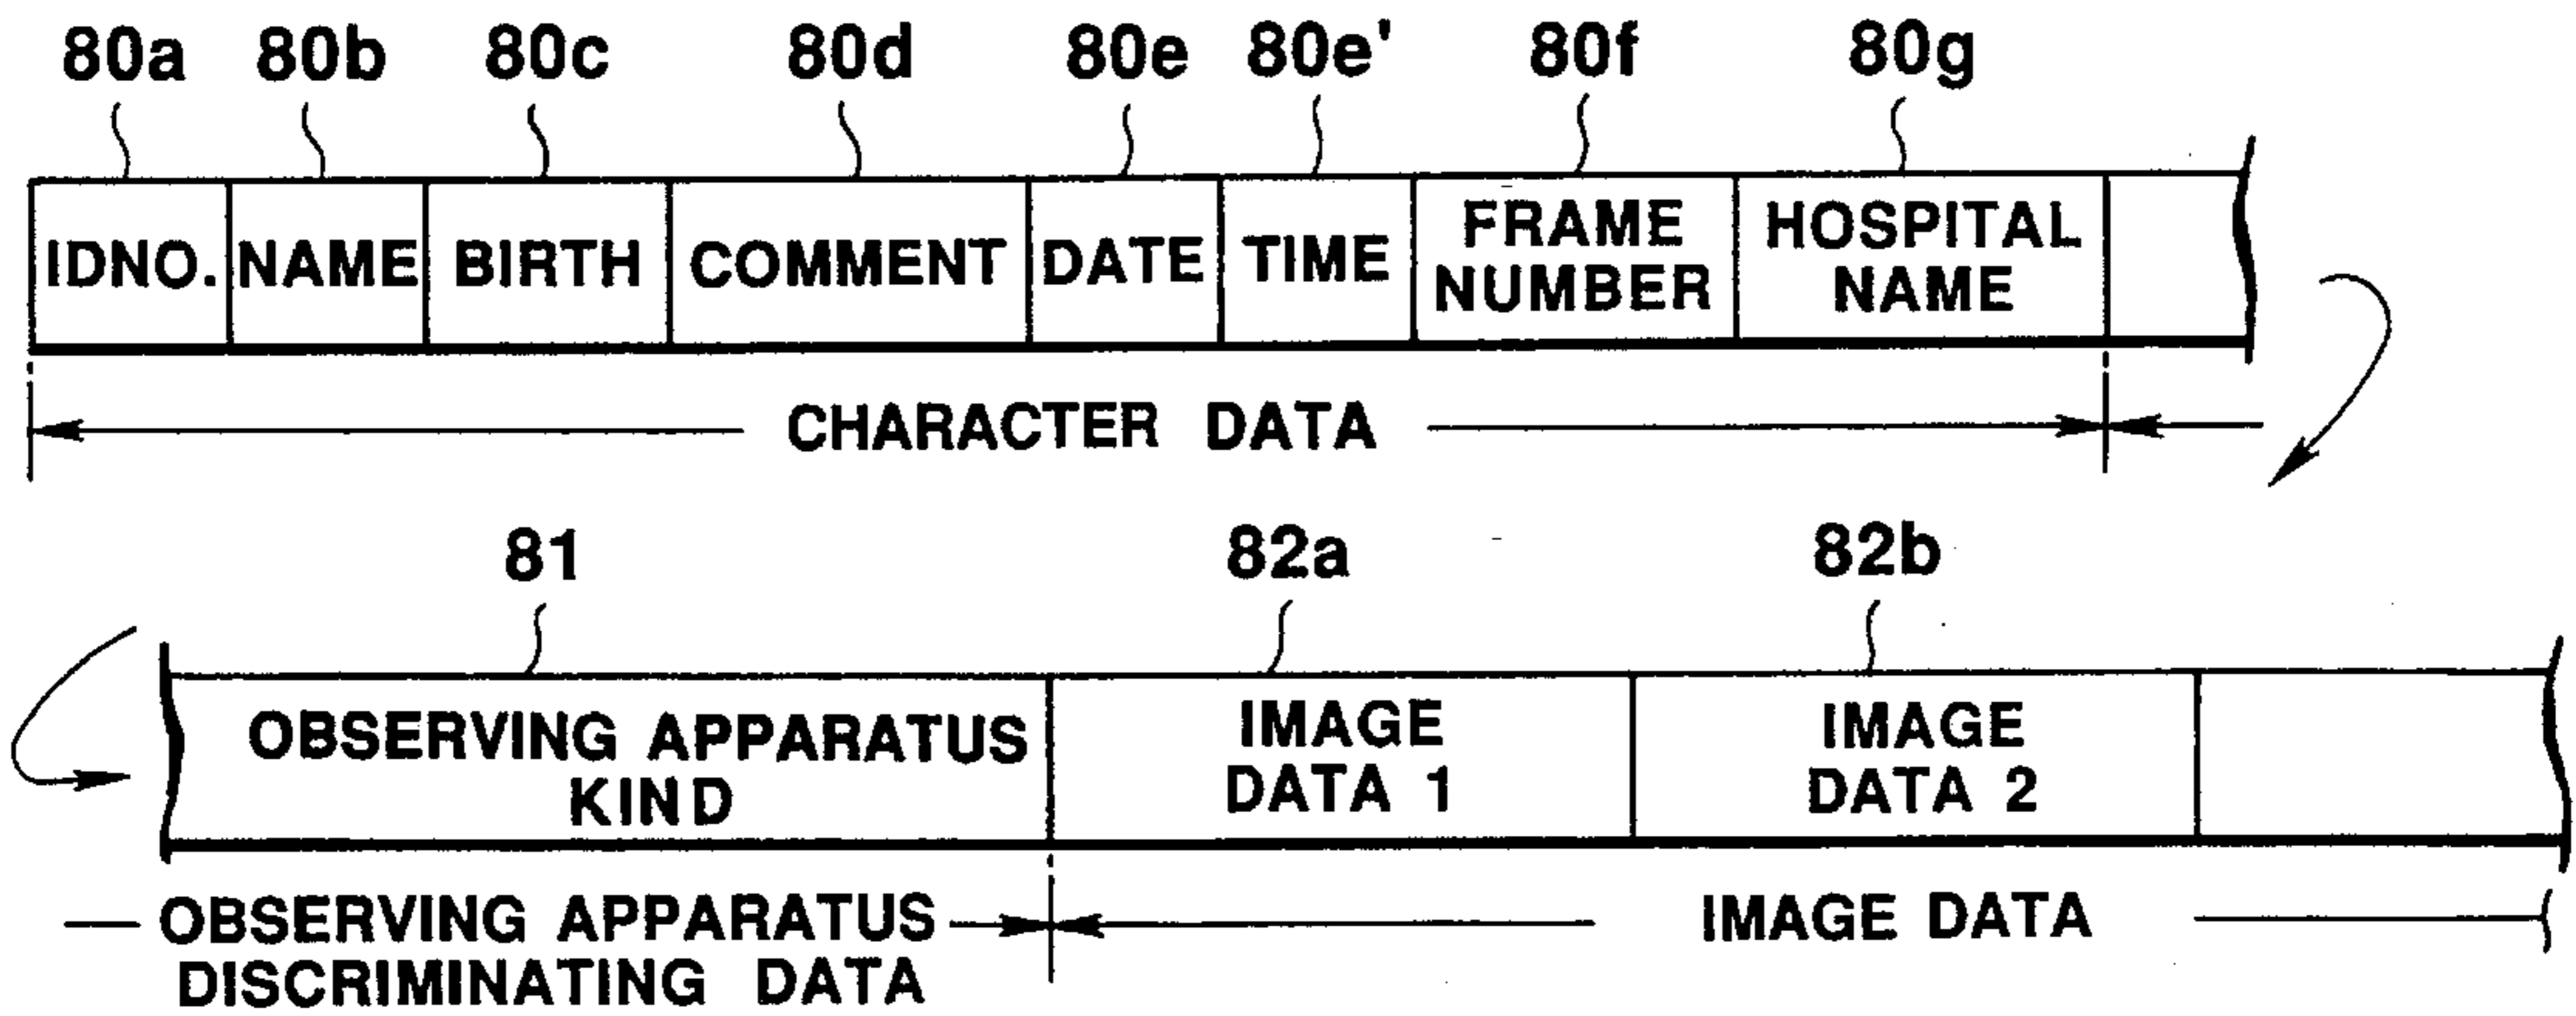 80a 80b 80c 80d 80e 80e' 80f 80g
IDNO. NAME BIRTH COMMENT DATE TIME FRAME NUMBER HOSPITAL NAME
CHARACTER DATA
81 82a 82b
OBSERVING APPARATUS KIND IMAGE DATA 1 IMAGE DATA 2
OBSERVING APPARATUS DISCRIMINATING DATA IMAGE DATA